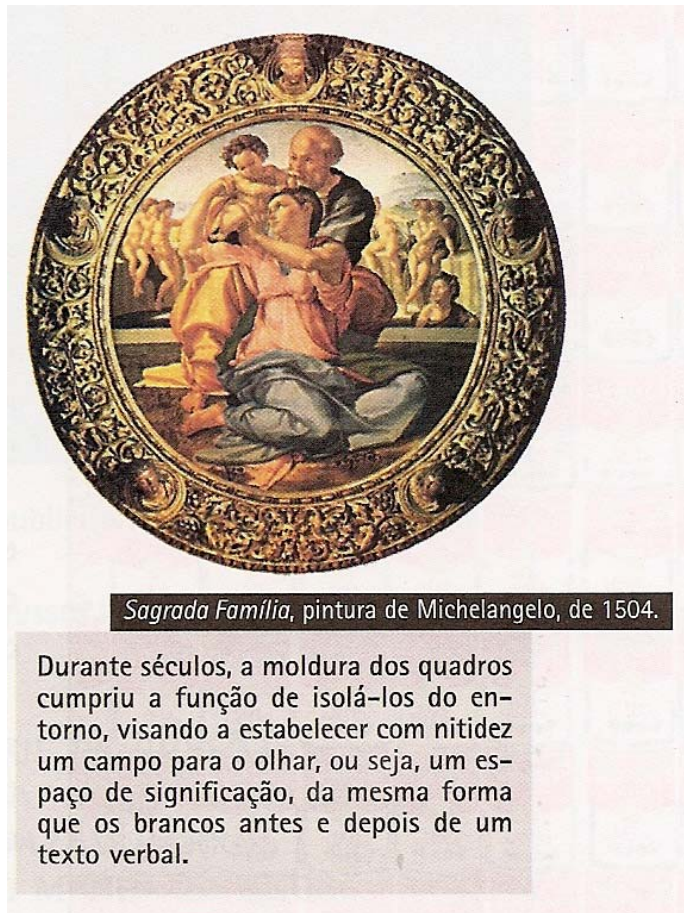 Sagrada Família, pintura de Michelangelo, de 1504.
Durante séculos, a moldura dos quadros
cumpriu a função de isolá-los do en-
torno, visando a estabelecer com nitidez
um campo para o olhar, ou seja, um es-
paço de significação, da mesma forma
que os brancos antes e depois de um
texto verbal.